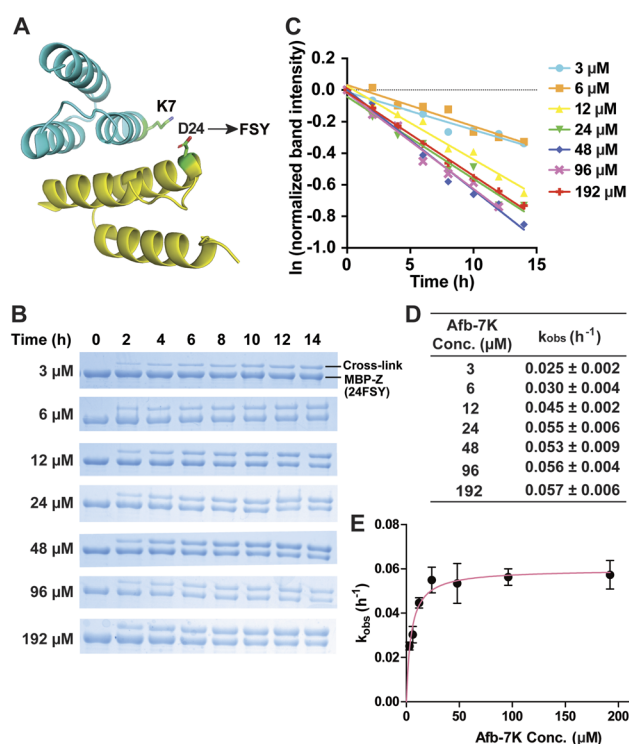 A
K7
D24 → FSY
C
ln (normalized band intensity)
0.2
0.0
-0.2
-0.4
-0.6
-0.8
-1.0
0 5 10 15
Time (h)
3 µM
6 µM
12 µM
24 µM
48 µM
96 µM
192 µM
B
Time (h) 0 2 4 6 8 10 12 14
3 µM
Cross-link
MBP-Z
(24FSY)
6 µM
12 µM
24 µM
48 µM
96 µM
192 µM
D
Afb-7K
Conc. (µM) kobs (h-1)
3 0.025 ± 0.002
6 0.030 ± 0.004
12 0.045 ± 0.002
24 0.055 ± 0.006
48 0.053 ± 0.009
96 0.056 ± 0.004
192 0.057 ± 0.006
E
kobs (h-1)
0.08
0.06
0.04
0.02
0.00
0 50 100 150 200
Afb-7K Conc. (µM)